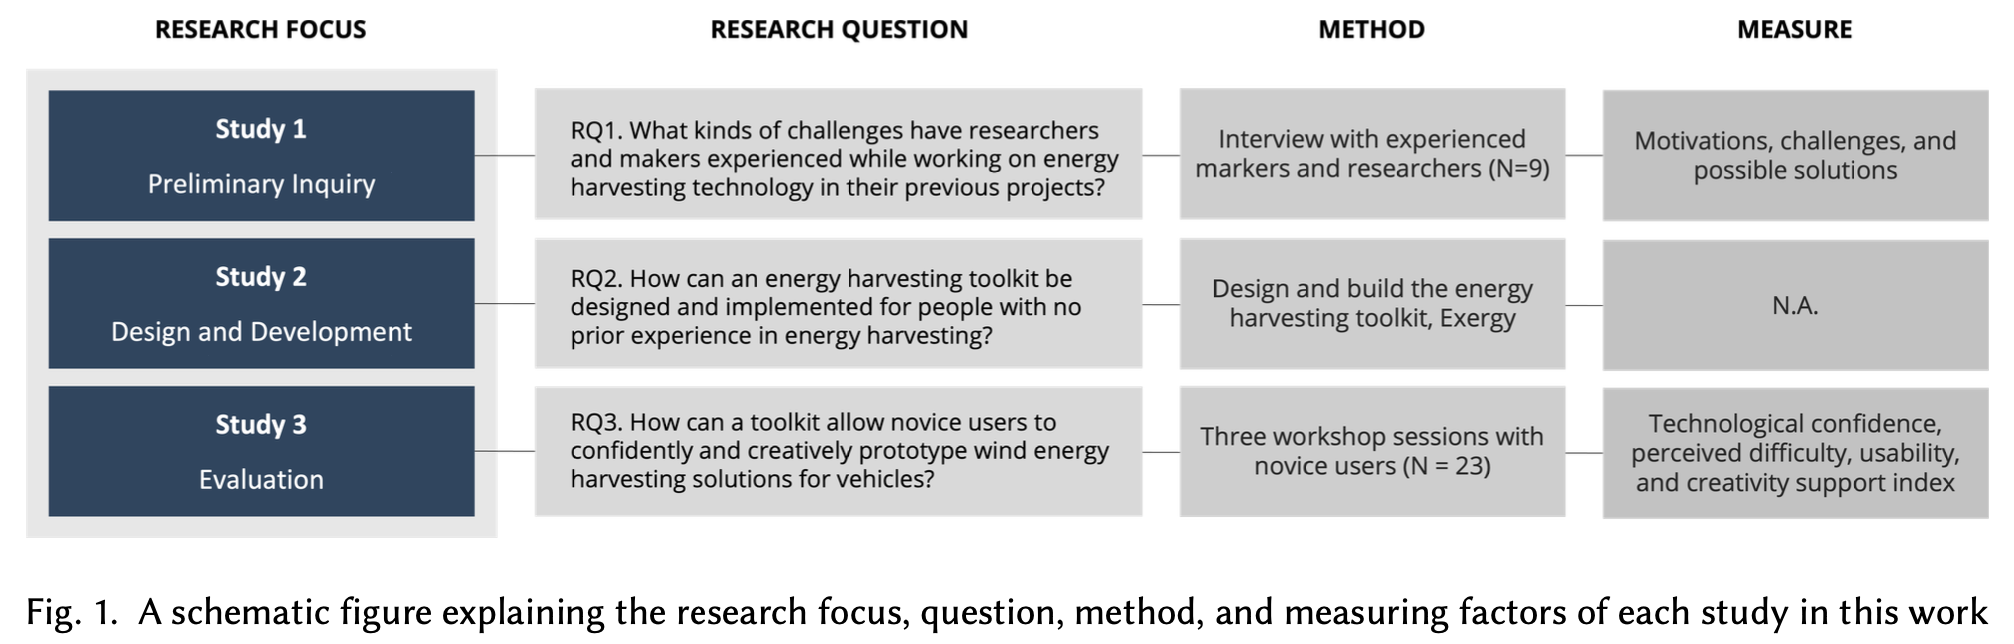 RESEARCH FOCUS
RESEARCH QUESTION
METHOD
MEASURE
Study 1
Preliminary Inquiry
RQ1. What kinds of challenges have researchers
and makers experienced while working on energy
harvesting technology in their previous projects?
Interview with experienced
markers and researchers (N=9)
Motivations, challenges, and
possible solutions
Study 2
Design and Development
RQ2. How can an energy harvesting toolkit be
designed and implemented for people with no
prior experience in energy harvesting?
Design and build the energy
harvesting toolkit, Exergy
N.A.
Study 3
Evaluation
RQ3. How can a toolkit allow novice users to
confidently and creatively prototype wind energy
harvesting solutions for vehicles?
Three workshop sessions with
novice users (N = 23)
Technological confidence,
perceived difficulty, usability,
and creativity support index
Fig. 1. A schematic figure explaining the research focus, question, method, and measuring factors of each study in this work